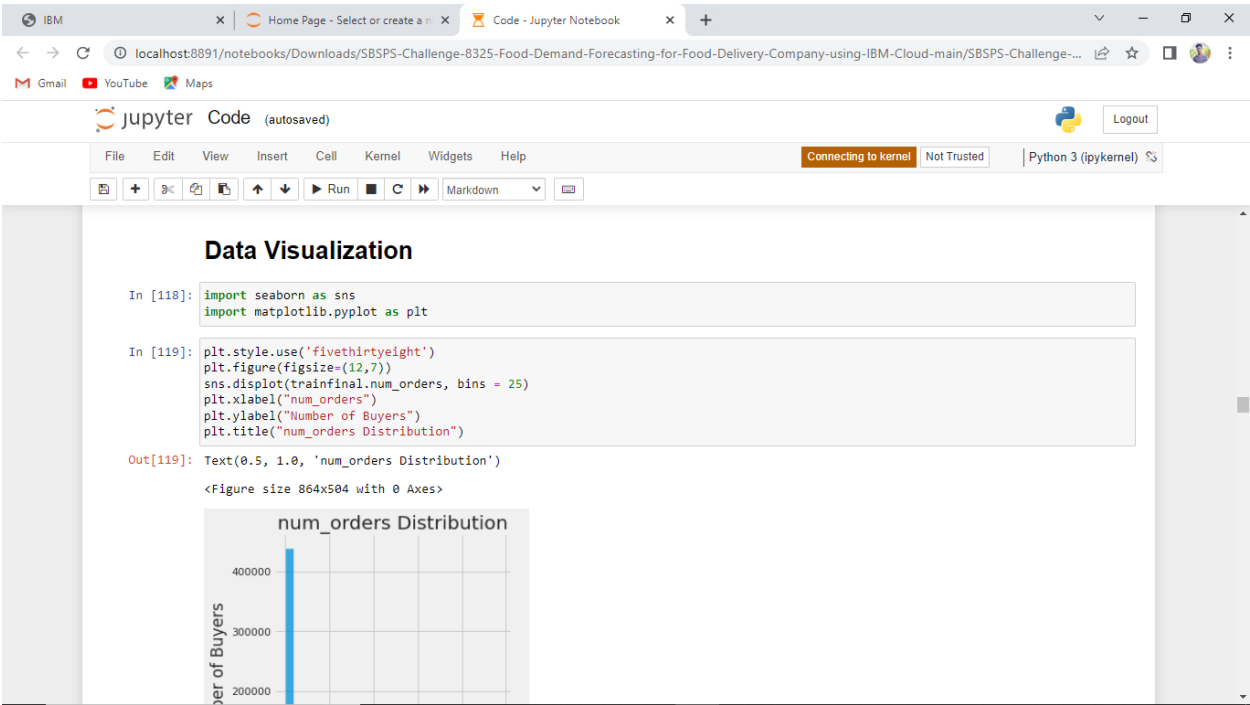 IBM
Home Page - Select or create a n
Code - Jupyter Notebook
localhost:8891/notebooks/Downloads/SBSPS-Challenge-8325-Food-Demand-Forecasting-for-Food-Delivery-Company-using-IBM-Cloud-main/SBSPS-Challenge-...
Gmail YouTube Maps
jupyter Code (autosaved)
Logout
File Edit View Insert Cell Kernel Widgets Help
Connecting to kernel Not Trusted Python 3 (ipykernel)
Run Markdown
Data Visualization
In [118]: import seaborn as sns
import matplotlib.pyplot as plt
In [119]: plt.style.use('fivethirtyeight')
plt.figure(figsize=(12,7))
sns.displot(trainfinal.num_orders, bins = 25)
plt.xlabel("num_orders")
plt.ylabel("Number of Buyers")
plt.title("num_orders Distribution")
Out[119]: Text(0.5, 1.0, 'num_orders Distribution')
<Figure size 864x504 with 0 Axes>
num_orders Distribution
400000
300000
200000
er of Buyers